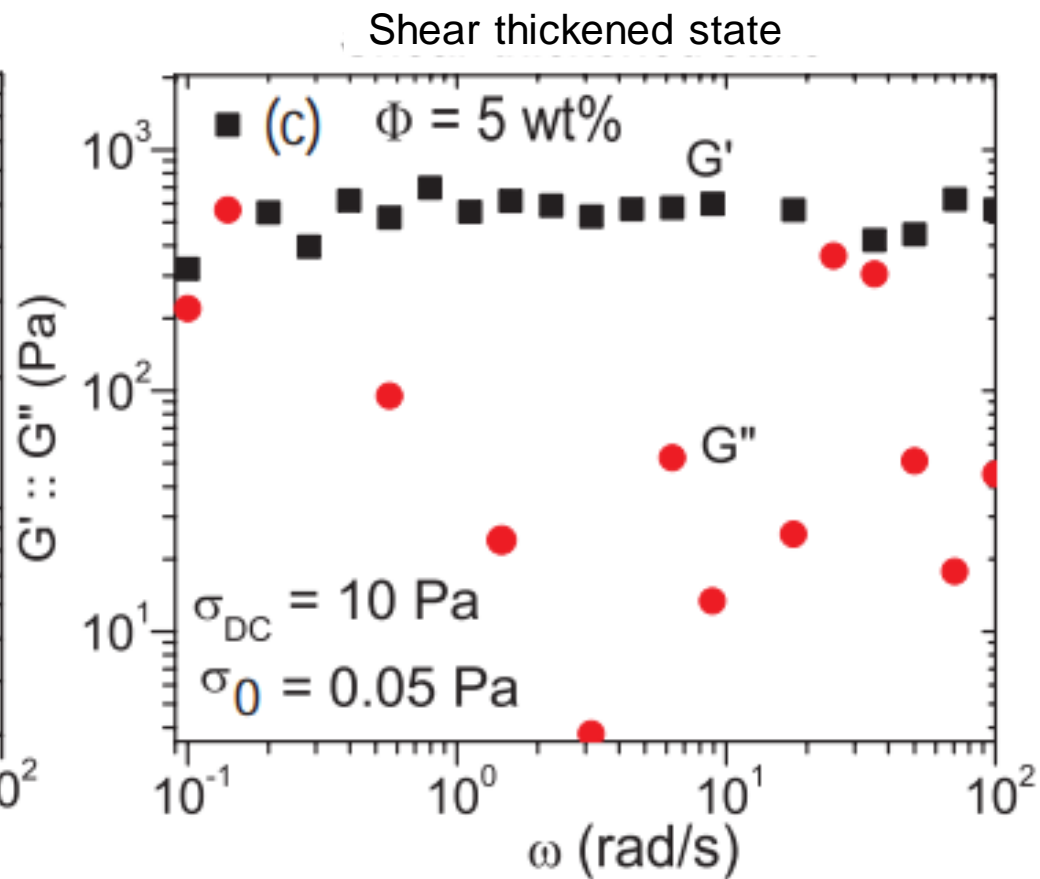 Shear thickened state
(c) Φ = 5 wt%
G'
10³
10²
10¹
G' :: G" (Pa)
G"
σDC = 10 Pa
σ0 = 0.05 Pa
0²
10⁻¹
10⁰
10¹
10²
ω (rad/s)